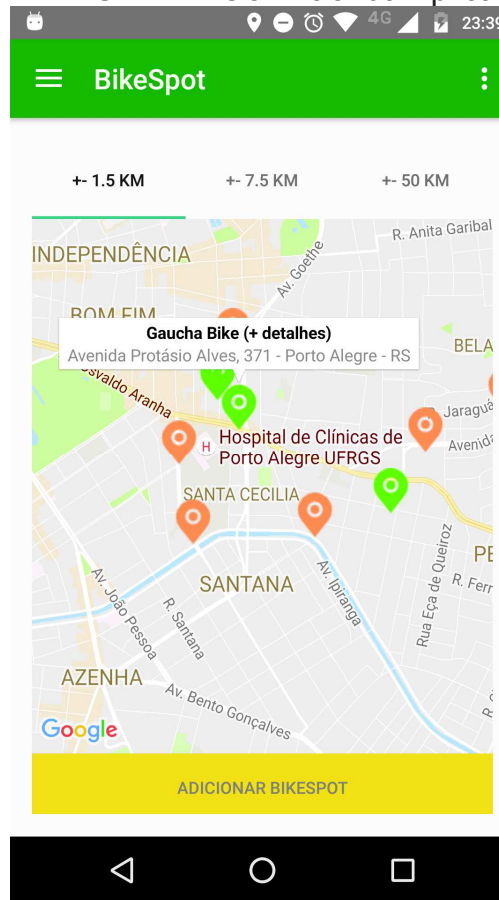 4G 23:39
BikeSpot
+- 1.5 KM +- 7.5 KM +- 50 KM
R. Anita Garibal
INDEPENDÊNCIA
Av. Goethe
BOM FIM
Gaucha Bike (+ detalhes)
Avenida Protásio Alves, 371 - Porto Alegre - RS
BELA
svaldo Aranha
Jaraguá
Hospital de Clínicas de
Porto Alegre UFRGS
H
Avenida
SANTA CECILIA
PE
SANTANA
Av. Ipiranga
Rua Eça de Queiroz
R. Ferr
Av. João Pessoa
R. Santana
AZENHA
Av. Bento Gonçalves
R.
Google
ADICIONAR BIKESPOT